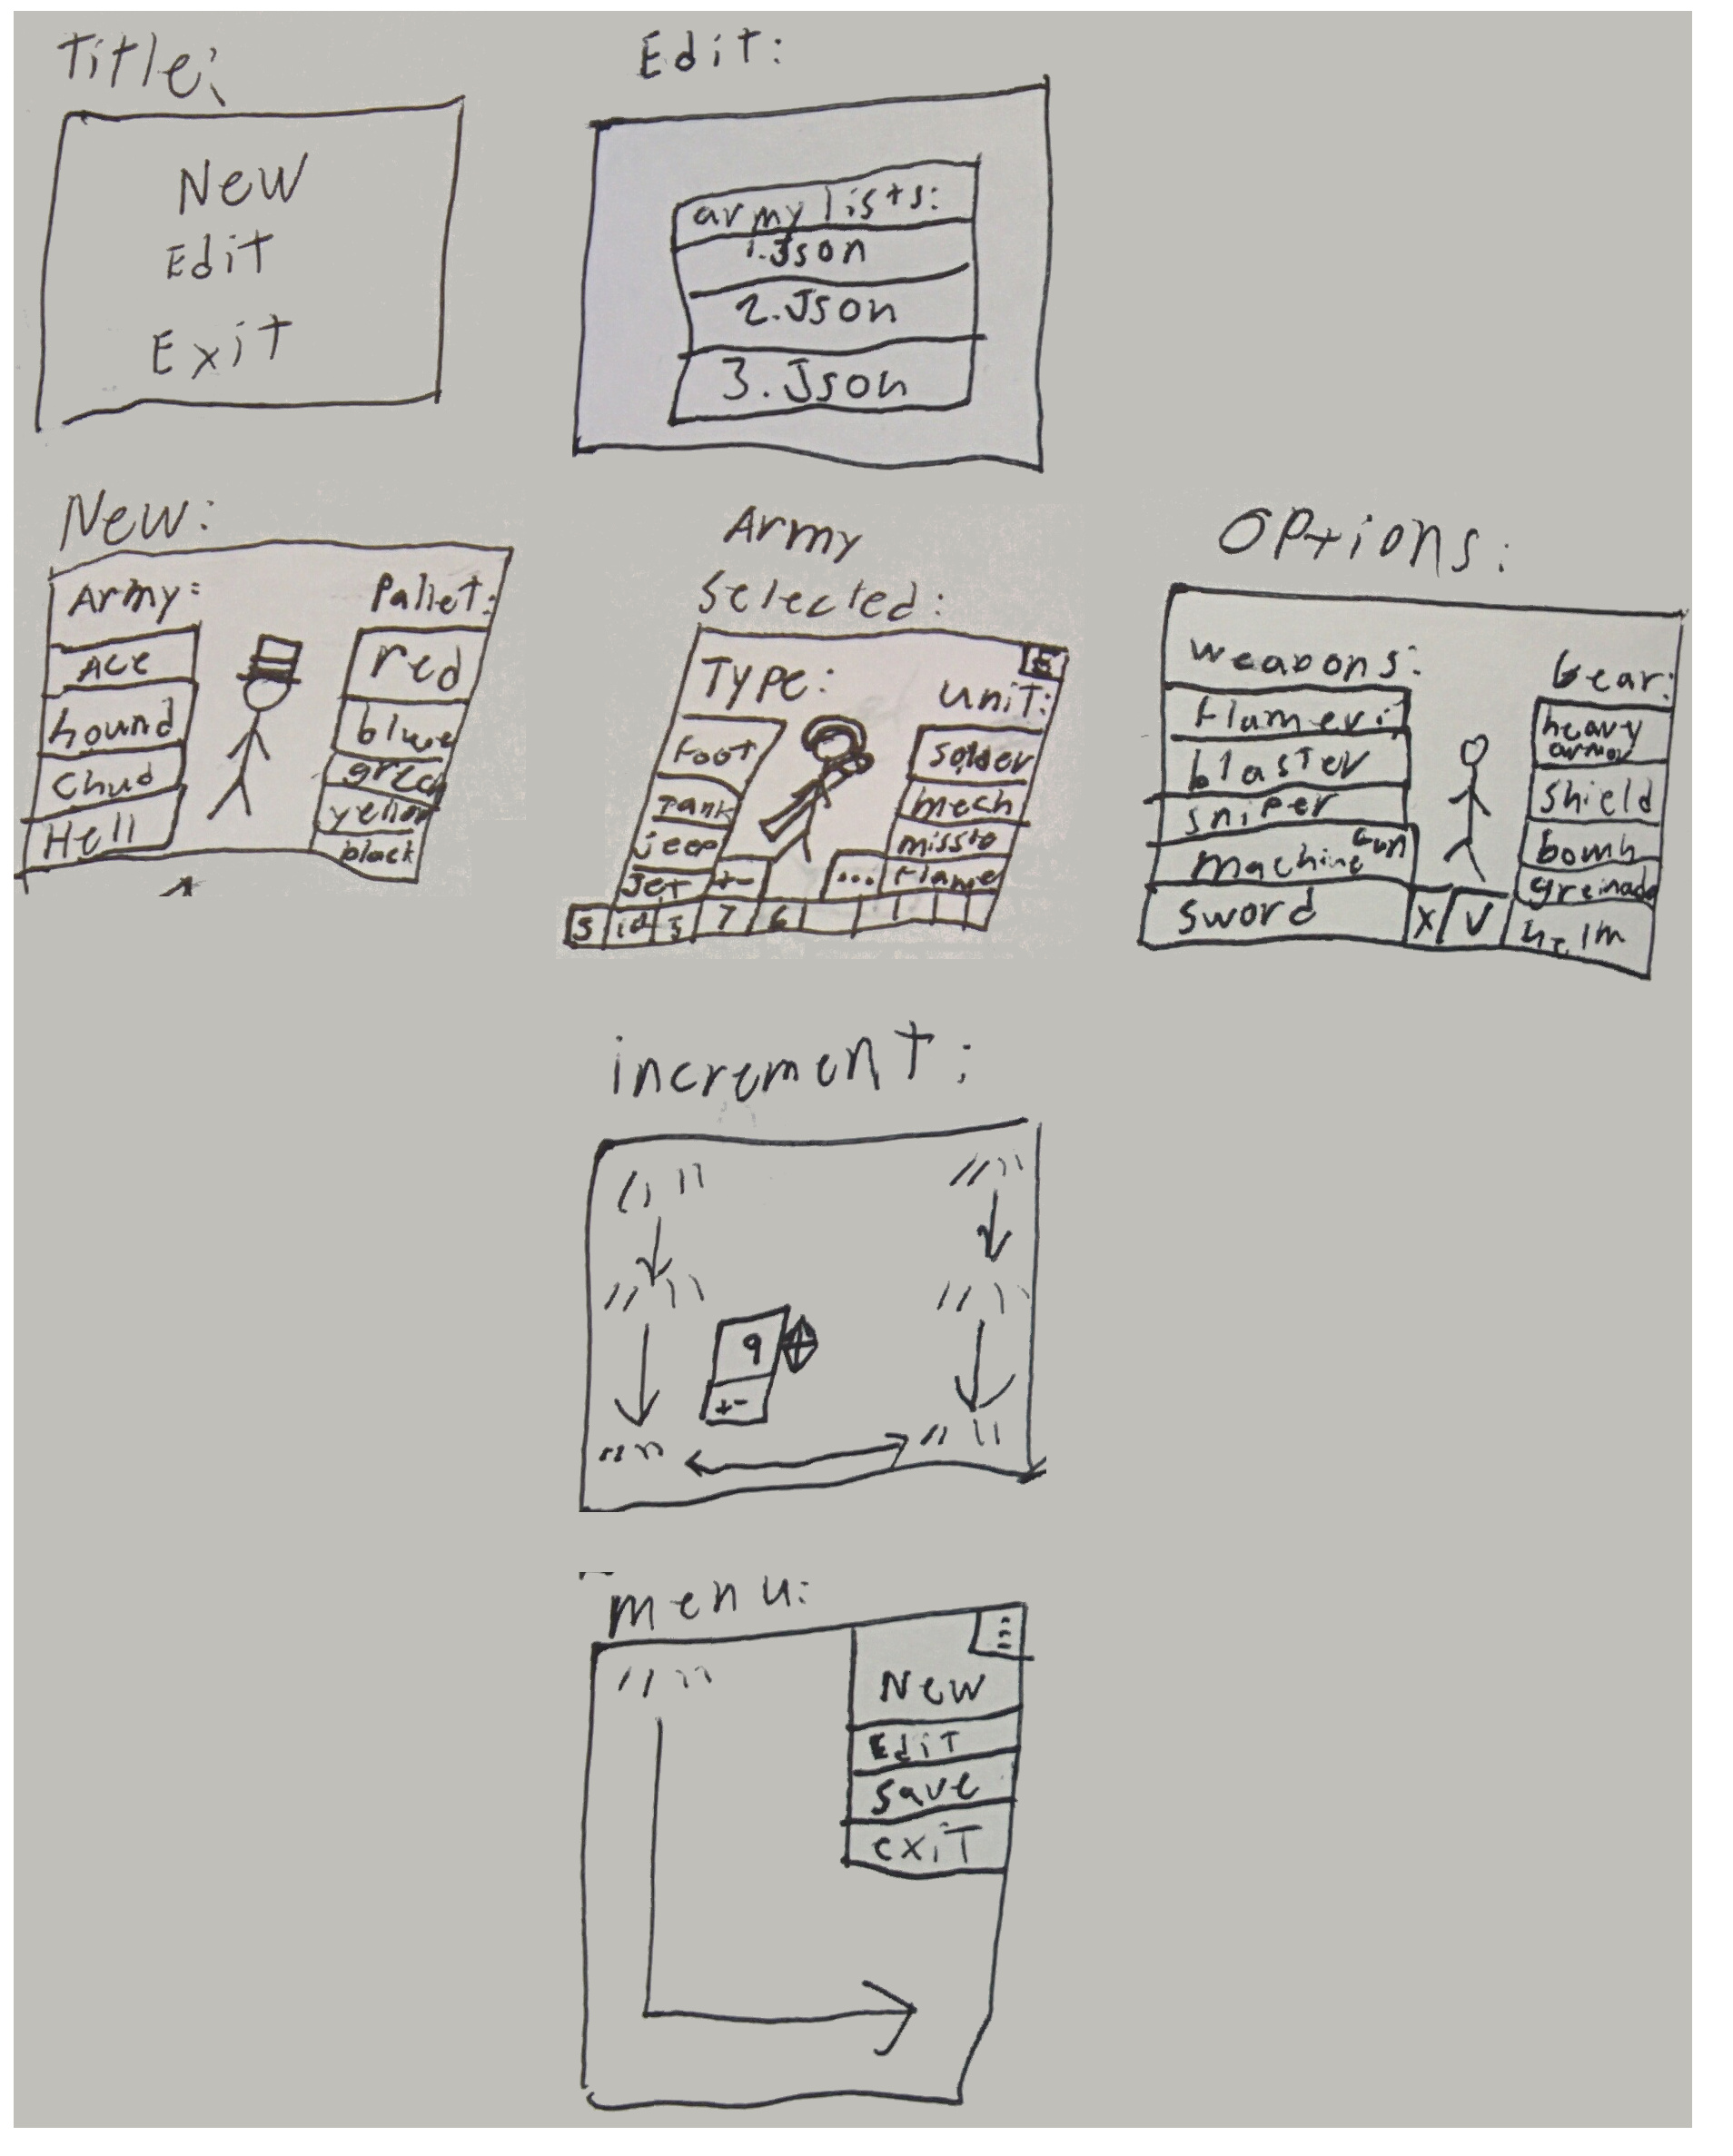 Title:
New
Edit
Exit
Edit:
army lists:
1.Json
2.Json
3.Json
New:
Army:
Ace
hound
Chud
Hell
Pallet:
red
blue
green
yellow
black
Army
Selected:
Type:
Foot
Tank
jeep
Jet
+-
...
E
unit:
solder
mech
Flame
5
id
5
7
6
Options:
Weapons:
Flamer
blaster
sniper
machine Gun
Sword
X
V
Gear:
heavy
armor
Shield
bomb
greinade
helm
increment:
9
+-
menu:
New
Edit
Save
exit